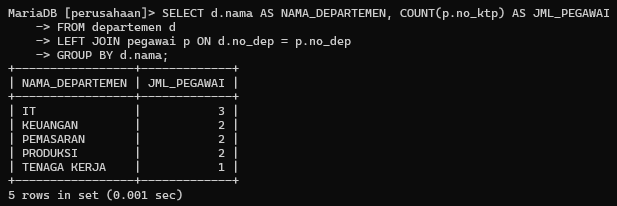 MariaDB [perusahaan]> SELECT d.nama AS NAMA_DEPARTEMEN, COUNT(p.no_ktp) AS JML_PEGAWAI
    -> FROM departemen d
    -> LEFT JOIN pegawai p ON d.no_dep = p.no_dep
    -> GROUP BY d.nama;
+-----------------+-------------+
| NAMA_DEPARTEMEN | JML_PEGAWAI |
+-----------------+-------------+
| IT              |           3 |
| KEUANGAN        |           2 |
| PEMASARAN       |           2 |
| PRODUKSI        |           2 |
| TENAGA KERJA    |           1 |
+-----------------+-------------+
5 rows in set (0.001 sec)